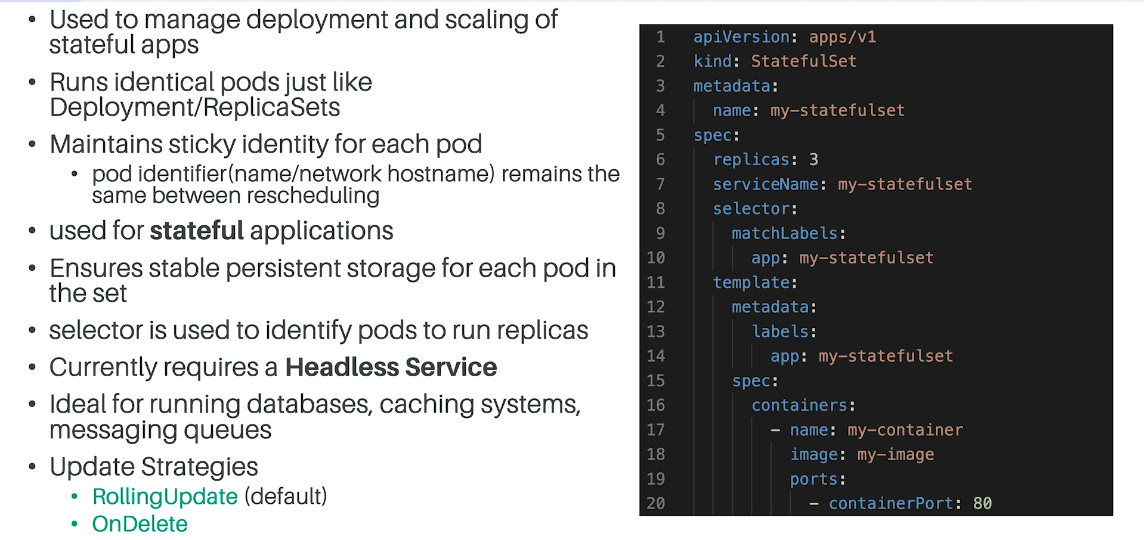 • Used to manage deployment and scaling of
stateful apps
• Runs identical pods just like
Deployment/ReplicaSets
• Maintains sticky identity for each pod
• pod identifier(name/network hostname) remains the
same between rescheduling
• used for stateful applications
• Ensures stable persistent storage for each pod in
the set
• selector is used to identify pods to run replicas
• Currently requires a Headless Service
• Ideal for running databases, caching systems,
messaging queues
• Update Strategies
• RollingUpdate (default)
• OnDelete
1 apiVersion: apps/v1
2 kind: StatefulSet
3 metadata:
4   name: my-statefulset
5 spec:
6   replicas: 3
7   serviceName: my-statefulset
8   selector:
9     matchLabels:
10       app: my-statefulset
11   template:
12     metadata:
13       labels:
14         app: my-statefulset
15     spec:
16       containers:
17         - name: my-container
18           image: my-image
19           ports:
20             - containerPort: 80